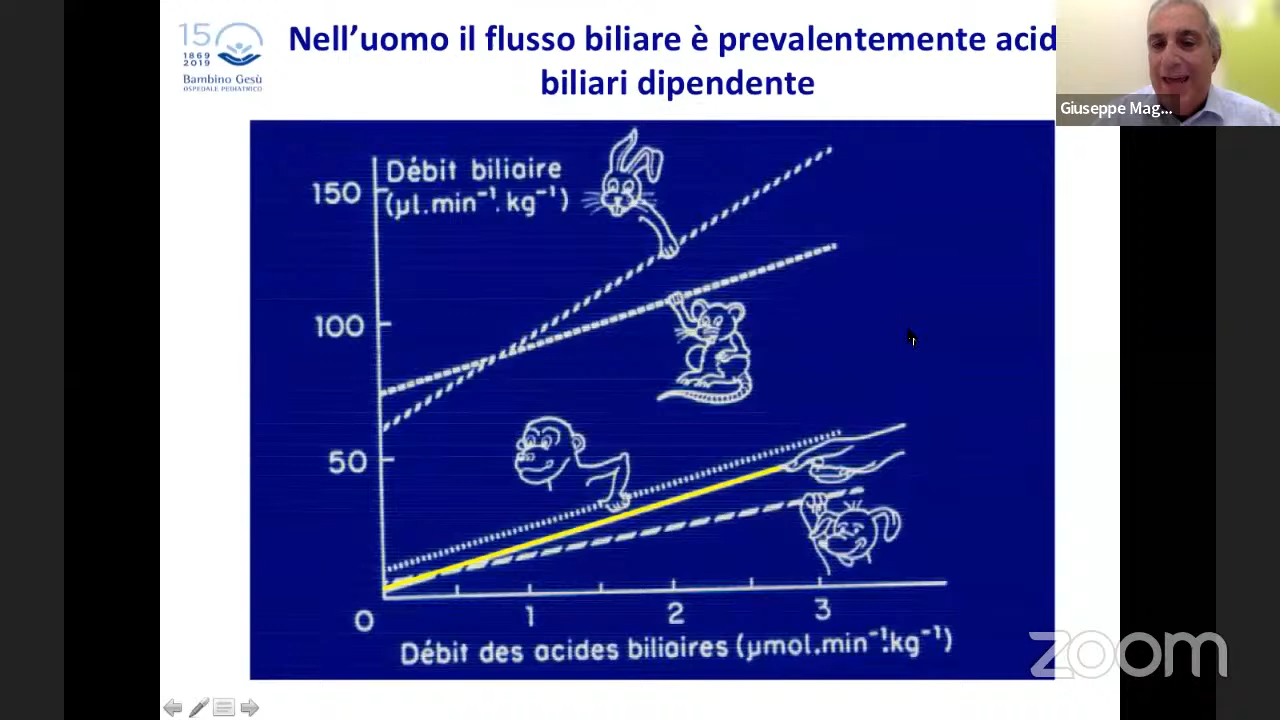 150
1869
2019
Bambino Gesù
OSPEDALE PEDIATRICO
Nell'uomo il flusso biliare è prevalentemente acid
biliari dipendente
Giuseppe Mag...
Débit biliaire
(μl.min⁻¹.kg⁻¹)
150
100
50
0
1
2
3
Débit des acides biliaires (μmol.min⁻¹.kg⁻¹)
zoom